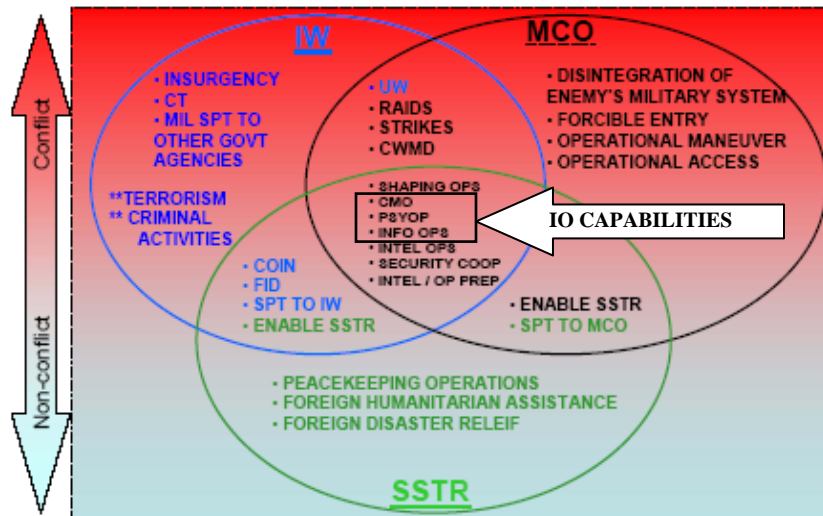 IW
MCO
Conflict
Non-conflict
• INSURGENCY
• CT
• MIL SPT TO
OTHER GOVT
AGENCIES
**TERRORISM
** CRIMINAL
ACTIVITIES
• UW
• RAIDS
• STRIKES
• CWMD
• DISINTEGRATION OF
ENEMY'S MILITARY SYSTEM
• FORCIBLE ENTRY
• OPERATIONAL MANEUVER
• OPERATIONAL ACCESS
• SHAPING OPS
• CMO
• PSYOP
• INFO OPS
• INTEL OPS
• SECURITY COOP
• INTEL / OP PREP
IO CAPABILITIES
• COIN
• FID
• SPT TO IW
• ENABLE SSTR
• ENABLE SSTR
• SPT TO MCO
• PEACEKEEPING OPERATIONS
• FOREIGN HUMANITARIAN ASSISTANCE
• FOREIGN DISASTER RELEIF
SSTR